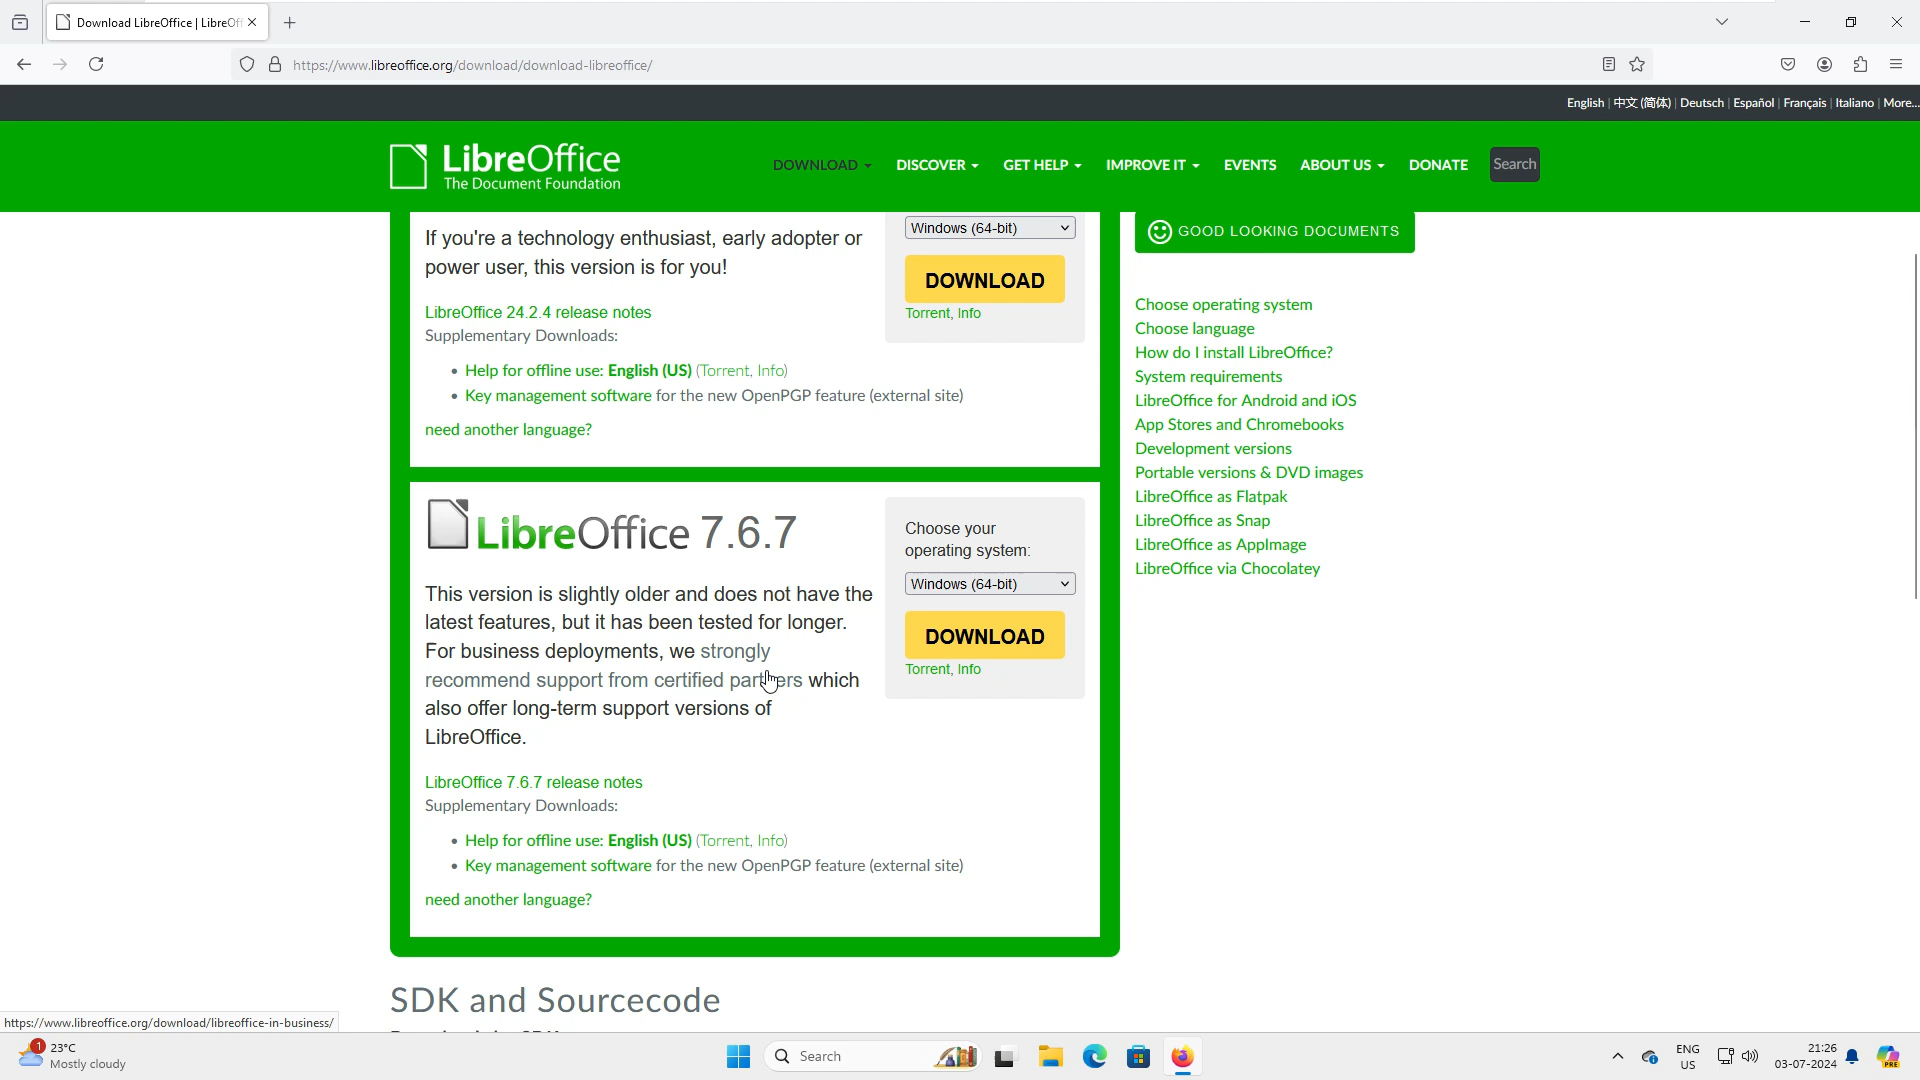 Download LibreOffice | LibreOff
https://www.libreoffice.org/download/download-libreoffice/
English | 中文 (简体) | Deutsch | Español | Français | Italiano | More...
LibreOffice
The Document Foundation
DOWNLOAD
DISCOVER
GET HELP
IMPROVE IT
EVENTS
ABOUT US
DONATE
Search
If you're a technology enthusiast, early adopter or
power user, this version is for you!
LibreOffice 24.2.4 release notes
Supplementary Downloads:
• Help for offline use: English (US) (Torrent, Info)
• Key management software for the new OpenPGP feature (external site)
need another language?
Windows (64-bit)
DOWNLOAD
Torrent, Info
LibreOffice 7.6.7
This version is slightly older and does not have the
latest features, but it has been tested for longer.
For business deployments, we strongly
recommend support from certified partners which
also offer long-term support versions of
LibreOffice.
LibreOffice 7.6.7 release notes
Supplementary Downloads:
• Help for offline use: English (US) (Torrent, Info)
• Key management software for the new OpenPGP feature (external site)
need another language?
Choose your
operating system:
Windows (64-bit)
DOWNLOAD
Torrent, Info
GOOD LOOKING DOCUMENTS
Choose operating system
Choose language
How do I install LibreOffice?
System requirements
LibreOffice for Android and iOS
App Stores and Chromebooks
Development versions
Portable versions & DVD images
LibreOffice as Flatpak
LibreOffice as Snap
LibreOffice as AppImage
LibreOffice via Chocolatey
SDK and Sourcecode
https://www.libreoffice.org/download/libreoffice-in-business/
1
23°C
Mostly cloudy
Search
ENG
US
21:26
03-07-2024
PRE